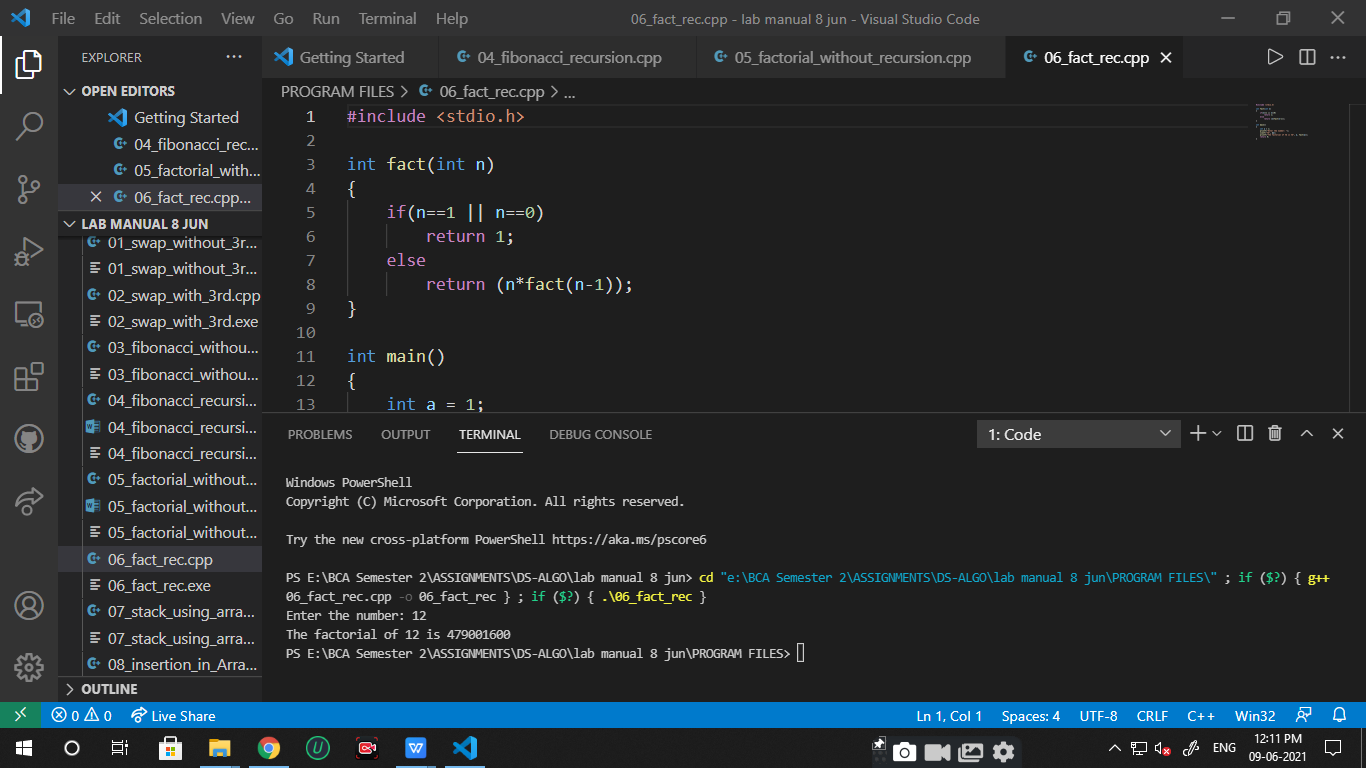 File Edit Selection View Go Run Terminal Help 06_fact_rec.cpp - lab manual 8 jun - Visual Studio Code
EXPLORER
Getting Started 04_fibonacci_recursion.cpp 05_factorial_without_recursion.cpp 06_fact_rec.cpp
OPEN EDITORS
Getting Started
04_fibonacci_rec...
05_factorial_with...
06_fact_rec.cpp...
LAB MANUAL 8 JUN
01_swap_without_3r...
01_swap_without_3r...
02_swap_with_3rd.cpp
02_swap_with_3rd.exe
03_fibonacci_withou...
03_fibonacci_withou...
04_fibonacci_recursi...
04_fibonacci_recursi...
04_fibonacci_recursi...
05_factorial_without...
05_factorial_without...
05_factorial_without...
06_fact_rec.cpp
06_fact_rec.exe
07_stack_using_arra...
07_stack_using_arra...
08_insertion_in_Arra...
OUTLINE
PROGRAM FILES > 06_fact_rec.cpp > ...
1 #include <stdio.h>
2
3 int fact(int n)
4 {
5 if(n==1 || n==0)
6 return 1;
7 else
8 return (n*fact(n-1));
9 }
10
11 int main()
12 {
13 int a = 1;
PROBLEMS OUTPUT TERMINAL DEBUG CONSOLE 1: Code
Windows PowerShell
Copyright (C) Microsoft Corporation. All rights reserved.
Try the new cross-platform PowerShell https://aka.ms/pscore6
PS E:\BCA Semester 2\ASSIGNMENTS\DS-ALGO\lab manual 8 jun> cd "e:\BCA Semester 2\ASSIGNMENTS\DS-ALGO\lab manual 8 jun\PROGRAM FILES\" ; if ($?) { g++
06_fact_rec.cpp -o 06_fact_rec } ; if ($?) { .\06_fact_rec }
Enter the number: 12
The factorial of 12 is 479001600
PS E:\BCA Semester 2\ASSIGNMENTS\DS-ALGO\lab manual 8 jun\PROGRAM FILES>
0 0 Live Share Ln 1, Col 1 Spaces: 4 UTF-8 CRLF C++ Win32
ENG 12:11 PM
09-06-2021